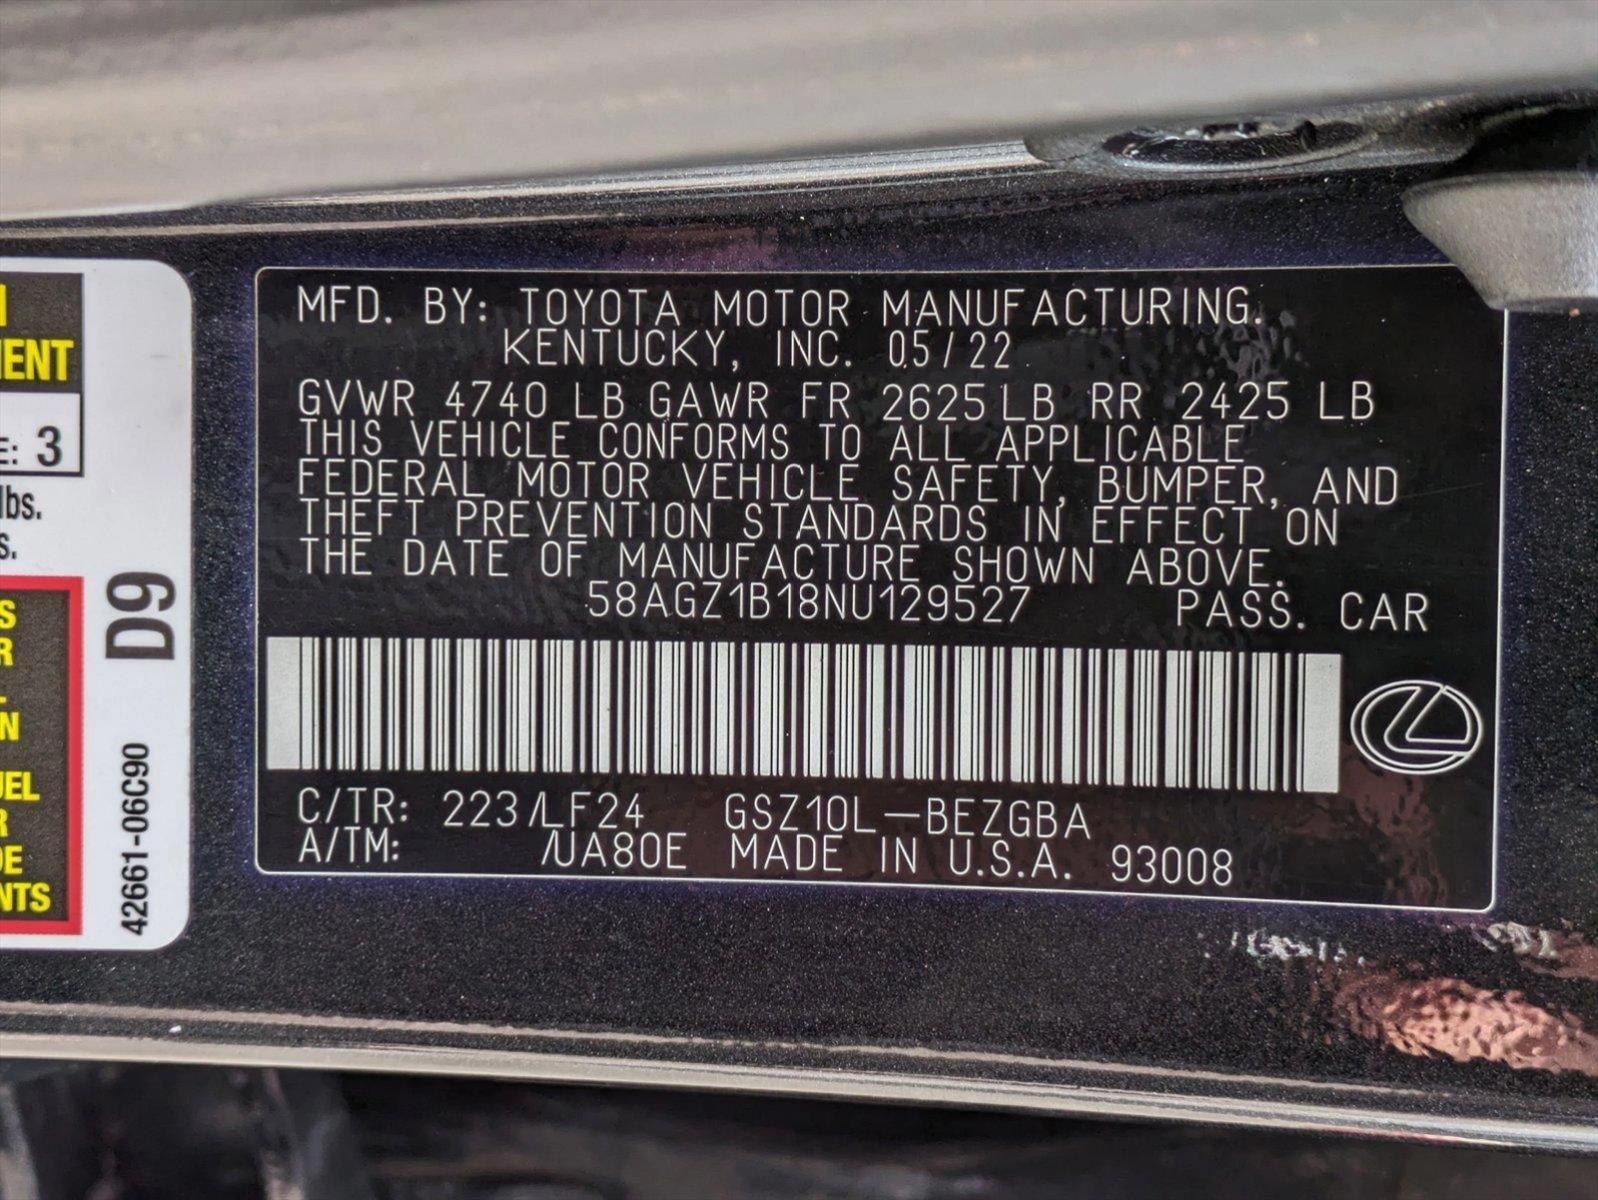 MENT
E: 3
lbs.
s.
D9
42661-06C90
MFD. BY: TOYOTA MOTOR MANUFACTURING.
KENTUCKY, INC. 05/22
GVWR 4740 LB GAWR FR 2625 LB RR 2425 LB
THIS VEHICLE CONFORMS TO ALL APPLICABLE
FEDERAL MOTOR VEHICLE SAFETY, BUMPER, AND
THEFT PREVENTION STANDARDS IN EFFECT ON
THE DATE OF MANUFACTURE SHOWN ABOVE.
58AGZ1B18NU129527 PASS. CAR
C/TR: 223/LF24 GSZ10L-BEZGBA
A/TM: /UA80E MADE IN U.S.A. 93008